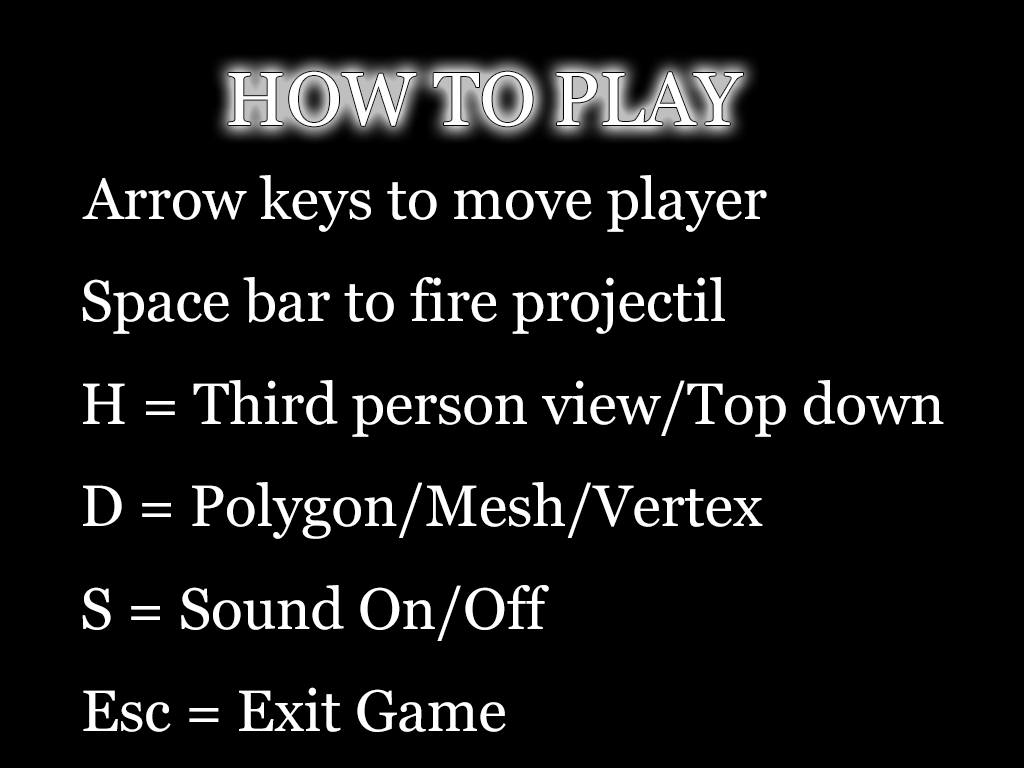 HOW TO PLAY
Arrow keys to move player
Space bar to fire projectil
H = Third person view/Top down
D = Polygon/Mesh/Vertex
S = Sound On/Off
Esc = Exit Game